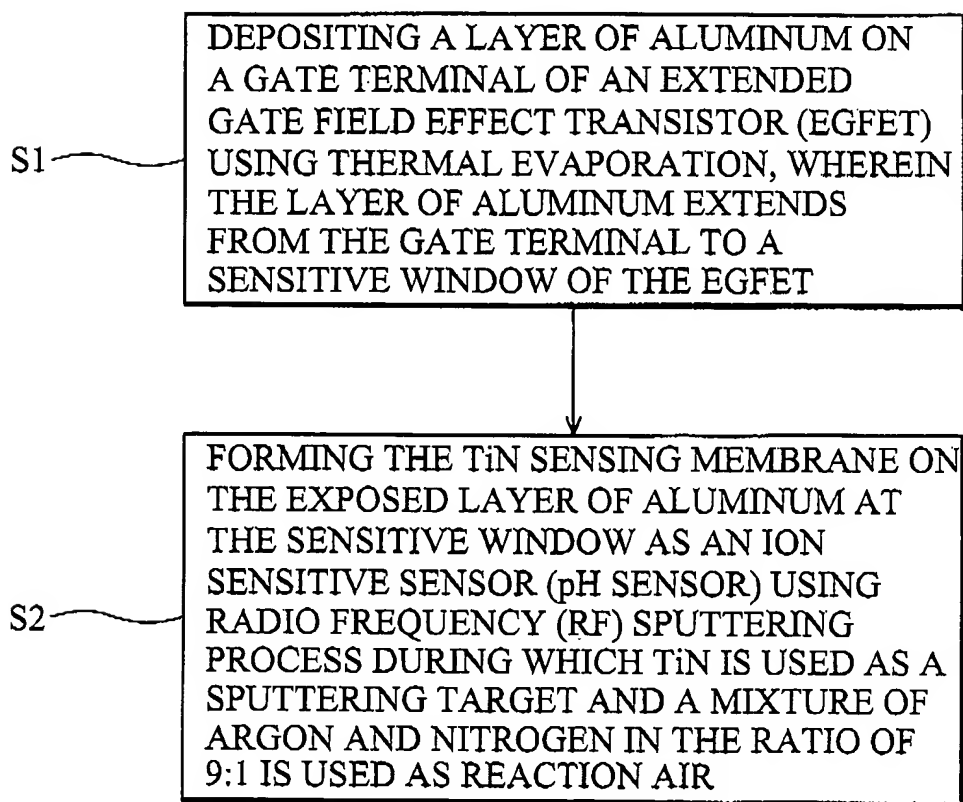 DEPOSITING A LAYER OF ALUMINUM ON
A GATE TERMINAL OF AN EXTENDED
GATE FIELD EFFECT TRANSISTOR (EGFET)
S1
USING THERMAL EVAPORATION, WHEREIN
THE LAYER OF ALUMINUM EXTENDS
FROM THE GATE TERMINAL TO A
SENSITIVE WINDOW OF THE EGFET
FORMING THE TiN SENSING MEMBRANE ON
THE EXPOSED LAYER OF ALUMINUM AT
THE SENSITIVE WINDOW AS AN ION
SENSITIVE SENSOR (pH SENSOR) USING
S2
RADIO FREQUENCY (RF) SPUTTERING
PROCESS DURING WHICH TiN IS USED AS A
SPUTTERING TARGET AND A MIXTURE OF
ARGON AND NITROGEN IN THE RATIO OF
9:1 IS USED AS REACTION AIR